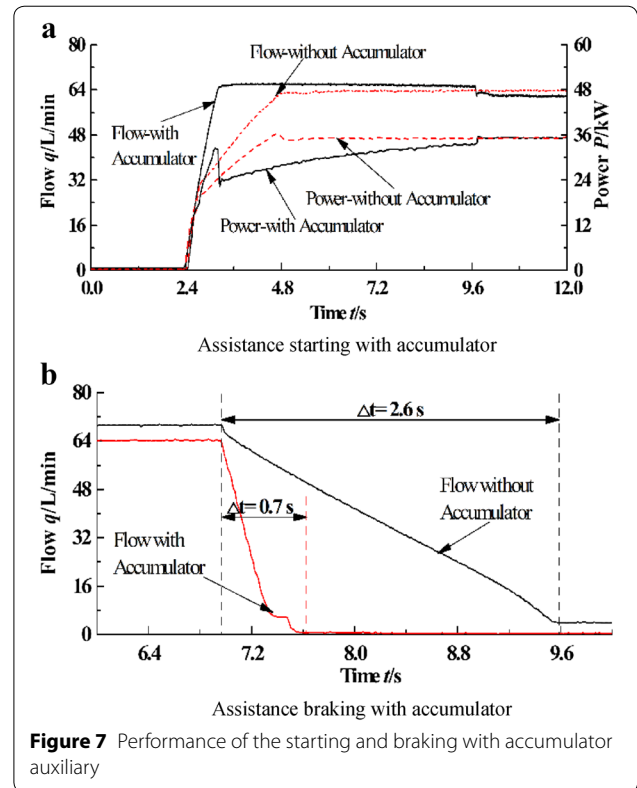 a
80
64
48
32
16
0
Flow q/L/min
60
48
36
24
12
0
Power P/kW
Flow-without Accumulator
Flow-with
Accumulator
Power-without Accumulator
Power-with Accumulator
0.0 2.4 4.8 7.2 9.6 12.0
Time t/s
Assistance starting with accumulator
b
80
64
48
32
16
0
Flow q/L/min
△t= 2.6 s
△t= 0.7 s
Flow without
Accumulator
Flow with
Accumulator
6.4 7.2 8.0 8.8 9.6
Time t/s
Assistance braking with accumulator
Figure 7 Performance of the starting and braking with accumulator
auxiliary